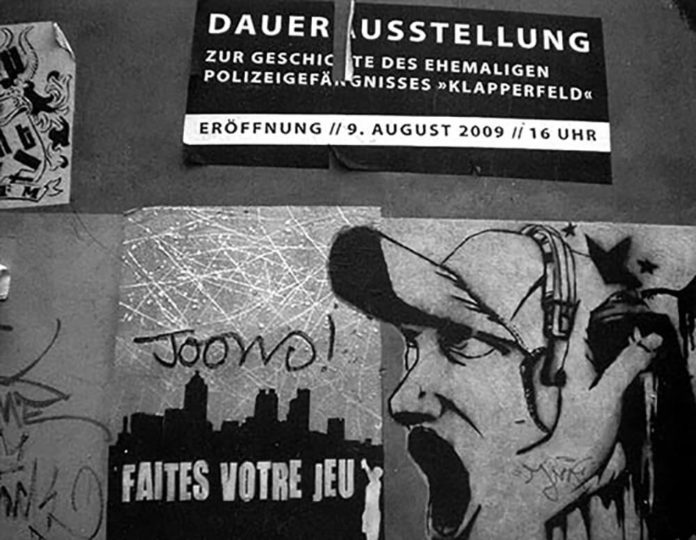 DAUERAUSSTELLUNG
ZUR GESCHICHTE DES EHEMALIGEN
POLIZEIGEFÄNGNISSES »KLAPPERFELD«
ERÖFFNUNG // 9. AUGUST 2009 // 16 UHR
FAITES VOTRE JEU